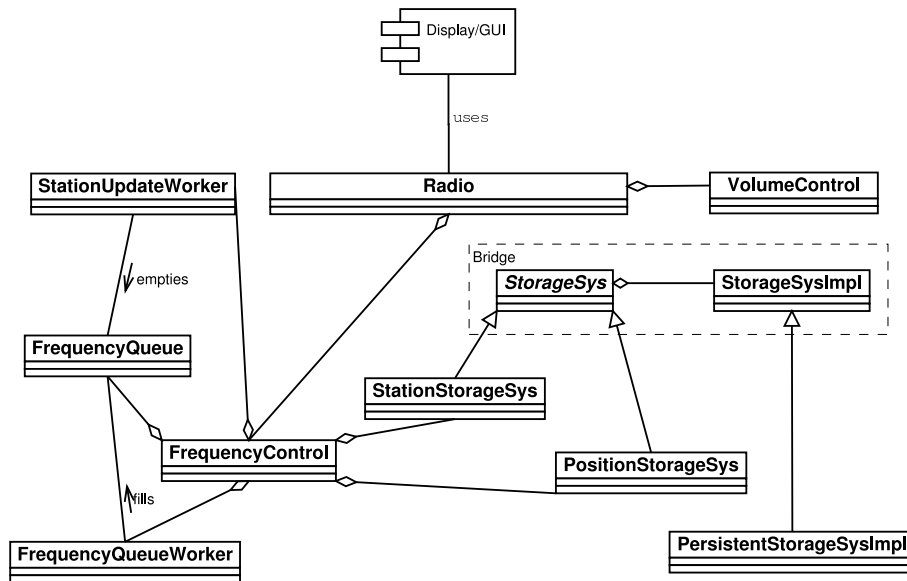 Display/GUI
uses
StationUpdateWorker
Radio
VolumeControl
Bridge
StorageSys
StorageSysImpl
empties
FrequencyQueue
StationStorageSys
FrequencyControl
PositionStorageSys
fills
FrequencyQueueWorker
PersistentStorageSysImpl